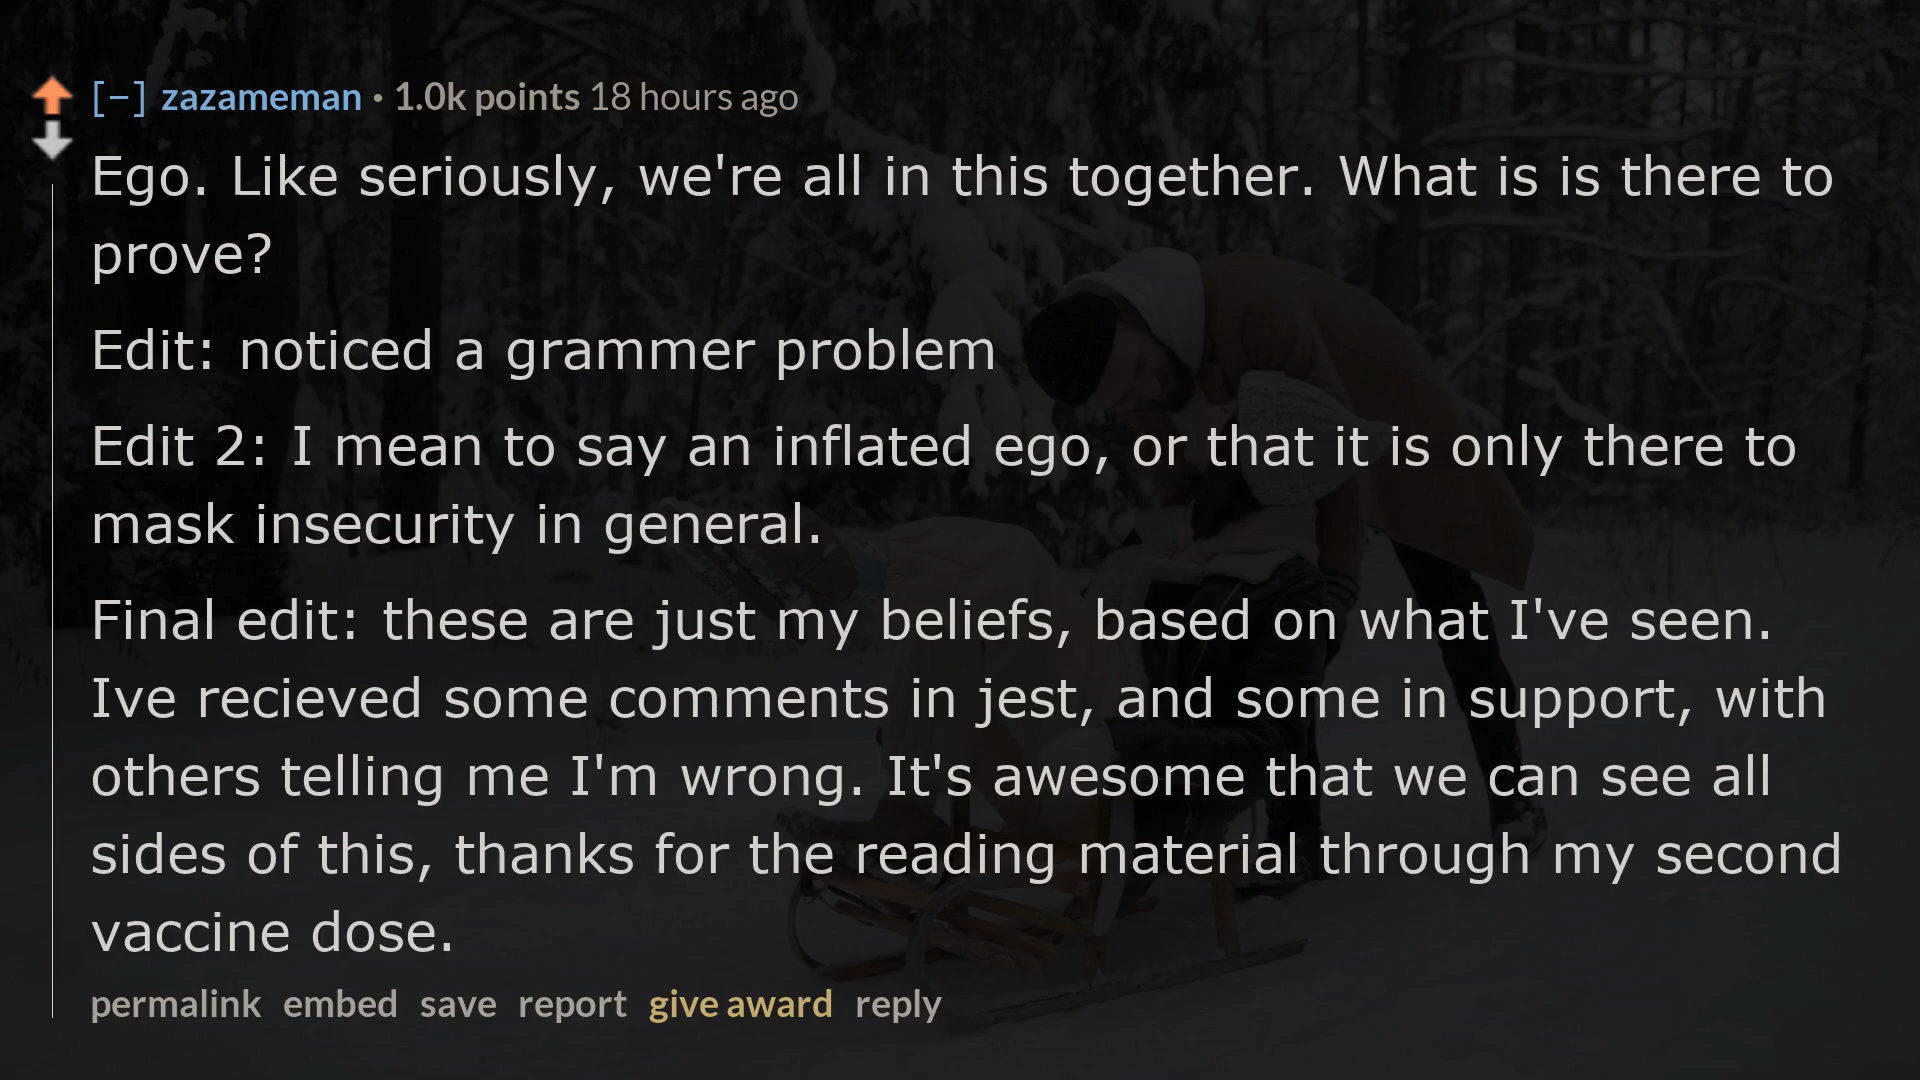 [–] zazameman • 1.0k points 18 hours ago
Ego. Like seriously, we're all in this together. What is is there to
prove?
Edit: noticed a grammer problem
Edit 2: I mean to say an inflated ego, or that it is only there to
mask insecurity in general.
Final edit: these are just my beliefs, based on what I've seen.
Ive recieved some comments in jest, and some in support, with
others telling me I'm wrong. It's awesome that we can see all
sides of this, thanks for the reading material through my second
vaccine dose.
permalink embed save report give award reply